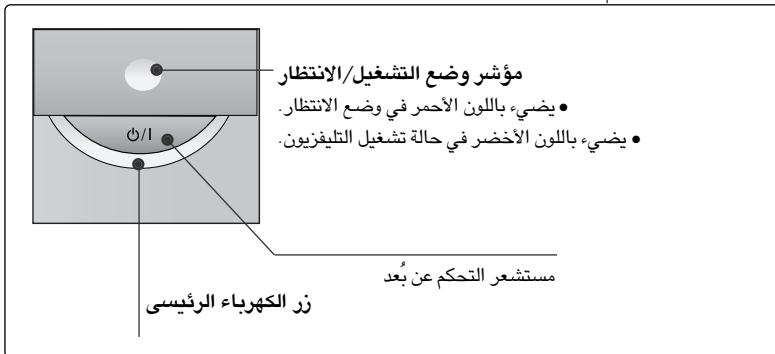 مؤشر وضع التشغيل/الانتظار
• يضيء باللون الأحمر في وضع الانتظار.
• يضيء باللون الأخضر في حالة تشغيل التليفزيون.
⏻/I
مستشعر التحكم عن بُعد
زر الكهرباء الرئيسى